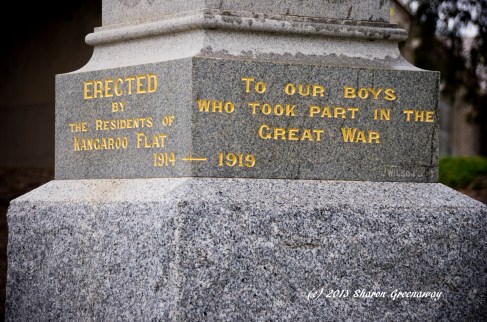 ERECTED
BY
THE RESIDENTS OF
KANGAROO FLAT
TO OUR BOYS
WHO TOOK PART IN THE
GREAT WAR
1914 — 1919
J WILSON
(c) 2013 Sharon Greenaway